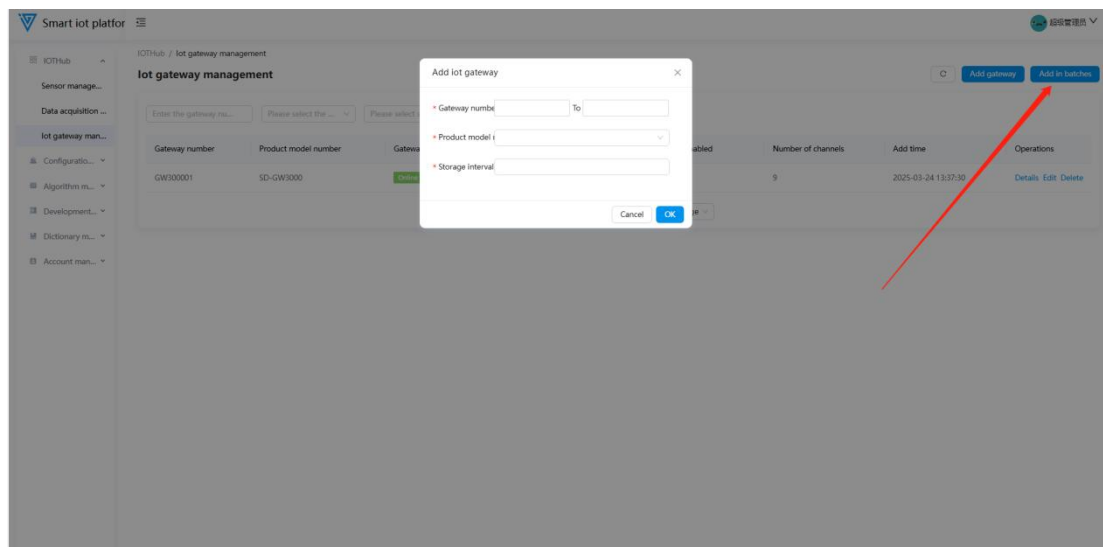 Smart iot platfor
超级管理员
IOTHub
Sensor manage...
Data acquisition ...
Iot gateway man...
Configuratio...
Algorithm m...
Development...
Dictionary m...
Account man...
IOTHub / Iot gateway management
Iot gateway management
Add gateway
Add in batches
Enter the gateway nu...
Please select the ...
Please select
Gateway number
Product model number
Gatewa
abled
Number of channels
Add time
Operations
GW300001
SD-GW3000
Online
9
2025-03-24 13:37:30
Details Edit Delete
Add iot gateway
* Gateway numbe
To
* Product model
* Storage interval
Cancel
OK